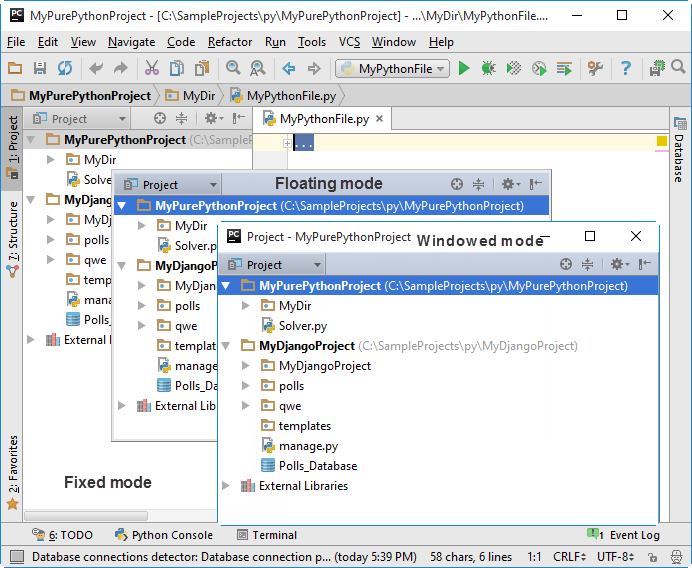 MyPurePythonProject - [C:\SampleProjects\py\MyPurePythonProject] - ...\MyDir\MyPythonFile....
File Edit View Navigate Code Refactor Run Tools VCS Window Help
MyPythonFile
MyPurePythonProject MyDir MyPythonFile.py
1: Project
7: Structure
2: Favorites
Project
MyPurePythonProject (C:\SampleP
MyDir
Solve
MyDjang
MyDj
polls
qwe
temp
mana
Polls_
External L
Fixed mode
MyPythonFile.py
...
Database
Project
Floating mode
MyPurePythonProject (C:\SampleProjects\py\MyPurePythonProject)
MyDir
Solver.p
MyDjangoP
MyDjang
polls
qwe
template
manage.
Polls_Da
External Libr
Project - MyPurePythonProject
Windowed mode
Project
MyPurePythonProject (C:\SampleProjects\py\MyPurePythonProject)
MyDir
Solver.py
MyDjangoProject (C:\SampleProjects\py\MyDjangoProject)
MyDjangoProject
polls
qwe
templates
manage.py
Polls_Database
External Libraries
6: TODO Python Console Terminal 1 Event Log
Database connections detector: Database connection p... (today 5:39 PM) 58 chars, 6 lines 1:1 CRLF UTF-8